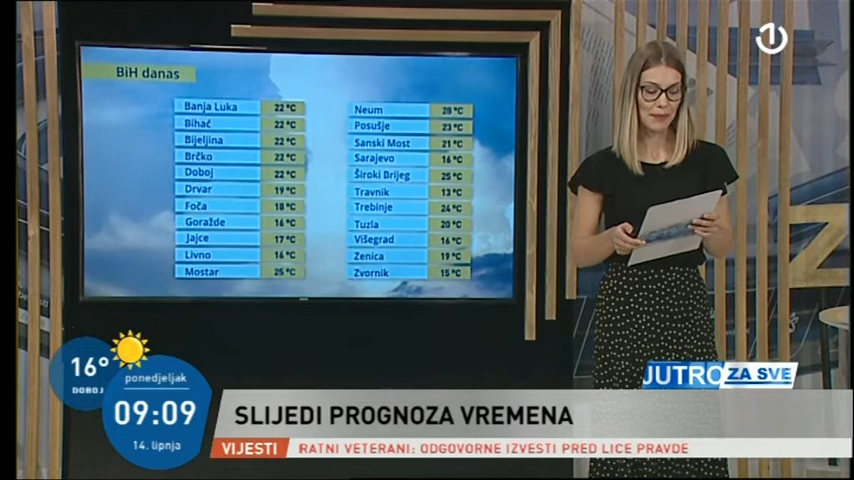 1
BiH danas
Banja Luka 22 °C
Bihać 22 °C
Bijeljina 22 °C
Brčko 22 °C
Doboj 22 °C
Drvar 19 °C
Foča 18 °C
Goražde 16 °C
Jajce 17 °C
Livno 16 °C
Mostar 25 °C
Neum 28 °C
Posušje 23 °C
Sanski Most 21 °C
Sarajevo 16 °C
Široki Brijeg 25 °C
Travnik 13 °C
Trebinje 24 °C
Tuzla 20 °C
Višegrad 16 °C
Zenica 19 °C
Zvornik 15 °C
JUTRO ZA SVE
16°
DOBOJ
ponedjeljak
09:09
14. lipnja
SLIJEDI PROGNOZA VREMENA
VIJESTI RATNI VETERANI: ODGOVORNE IZVESTI PRED LICE PRAVDE